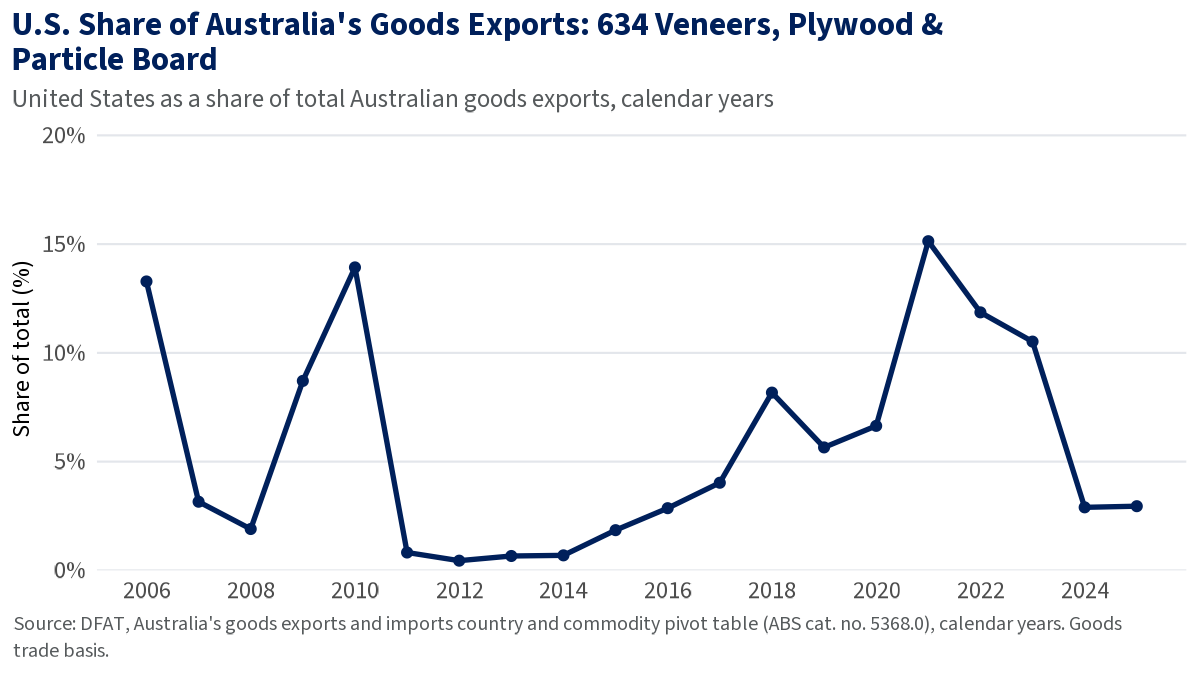 U.S. Share of Australia's Goods Exports: 634 Veneers, Plywood &
Particle Board
United States as a share of total Australian goods exports, calendar years
Share of total (%)
20%
15%
10%
5%
0%
2006 2008 2010 2012 2014 2016 2018 2020 2022 2024
Source: DFAT, Australia's goods exports and imports country and commodity pivot table (ABS cat. no. 5368.0), calendar years. Goods
trade basis.